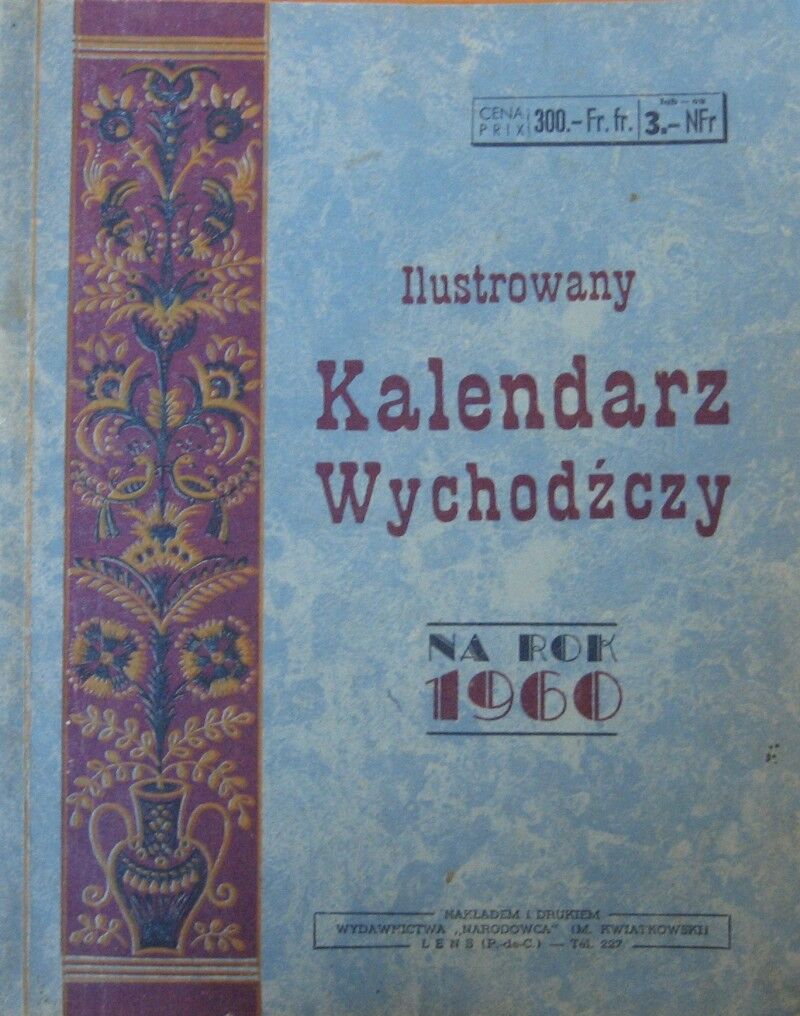 CENA
PRIX
300.- Fr. fr.
3.- NFr
Ilustrowany
Kalendarz
Wychodźczy
NA ROK
1960
NAKŁADEM I DRUKIEM
WYDAWNICTWA „NARODOWCA" (M. KWIATKOWSKI)
LENS (P.-de-C.) — Tél. 227